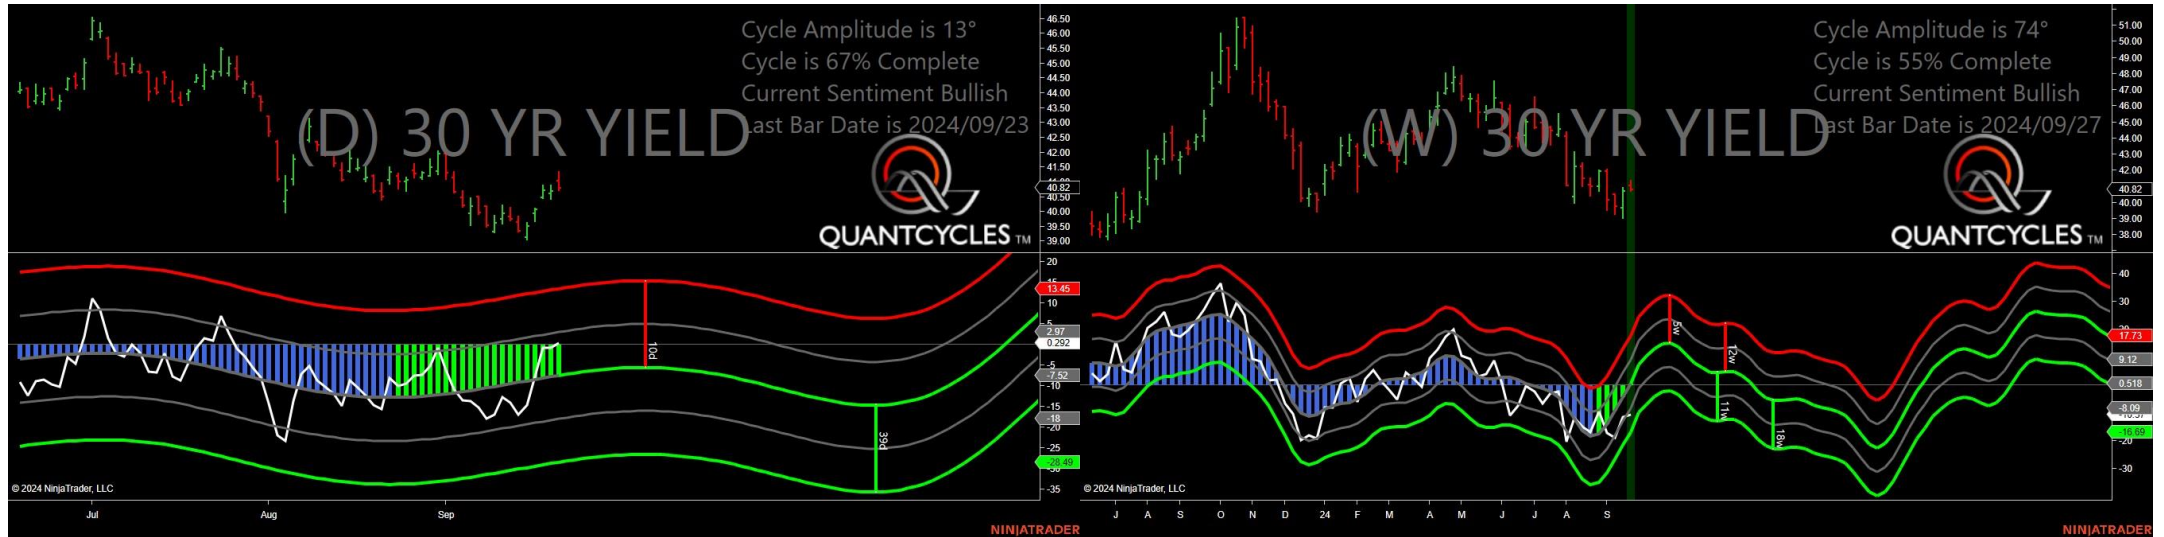 Cycle Amplitude is 13°
Cycle is 67% Complete
Current Sentiment Bullish
Last Bar Date is 2024/09/23
(D) 30 YR YIELD
QUANTCYCLES TM
46.50
46.00
45.50
45.00
44.50
44.00
43.50
43.00
42.50
42.00
41.50
40.82
40.50
40.00
39.50
39.00
20
15
13.45
10
5
2.97
0.292
-5
-7.52
-10
-15
-18
-20
-28.49
-35
10d
39d
© 2024 NinjaTrader, LLC
Jul
Aug
Sep
NINJATRADER
Cycle Amplitude is 74°
Cycle is 55% Complete
Current Sentiment Bullish
Last Bar Date is 2024/09/27
(W) 30 YR YIELD
QUANTCYCLES TM
51.00
50.00
49.00
48.00
47.00
46.00
45.00
44.00
43.00
42.00
40.82
40.00
39.00
38.00
40
30
17.73
9.12
0.518
-8.09
-16.69
-20
-30
5w
12w
11w
18w
© 2024 NinjaTrader, LLC
J A S O N D 24 F M A M J J A S
NINJATRADER